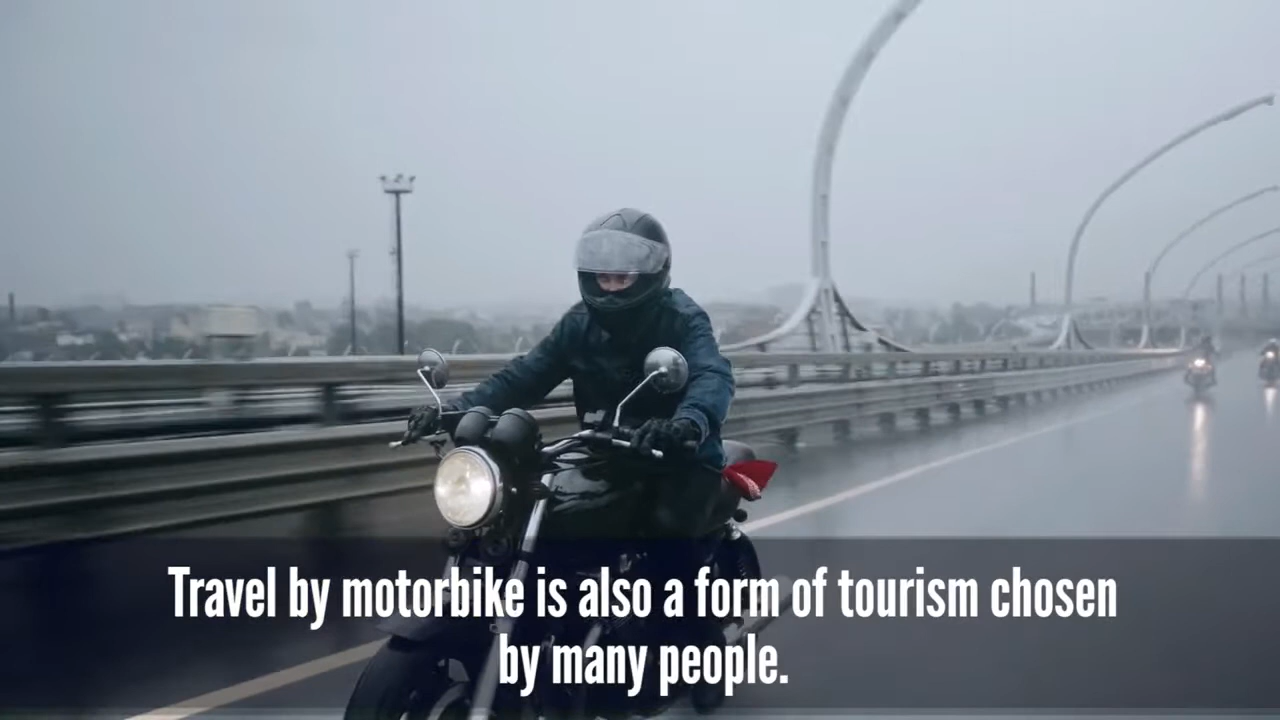 Travel by motorbike is also a form of tourism chosen
by many people.